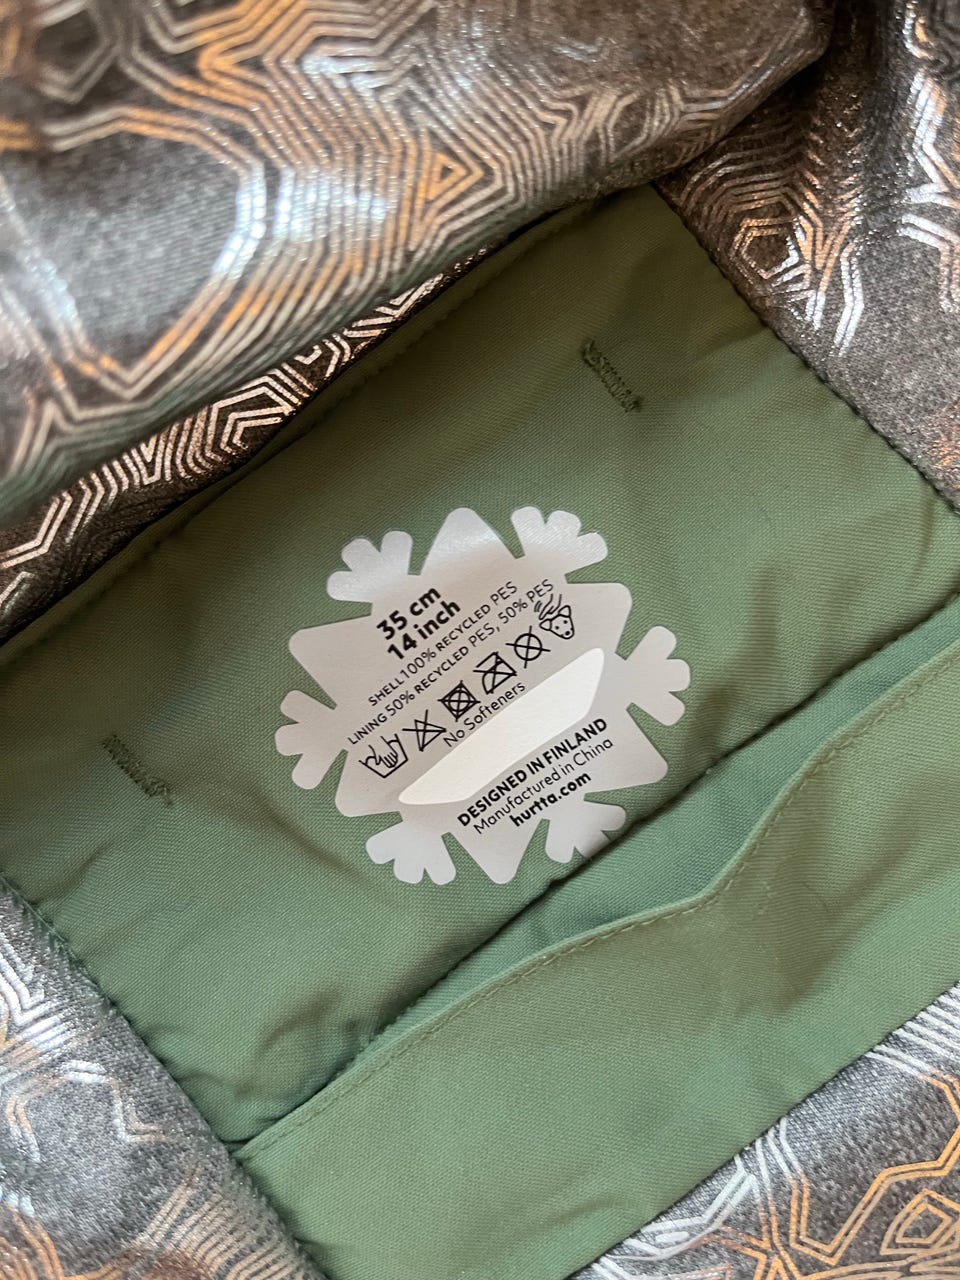 35 cm
14 inch
SHELL 100% RECYCLED PES
LINING 50% RECYCLED PES, 50% PES
No Softeners
DESIGNED IN FINLAND
Manufactured in China
hurtta.com